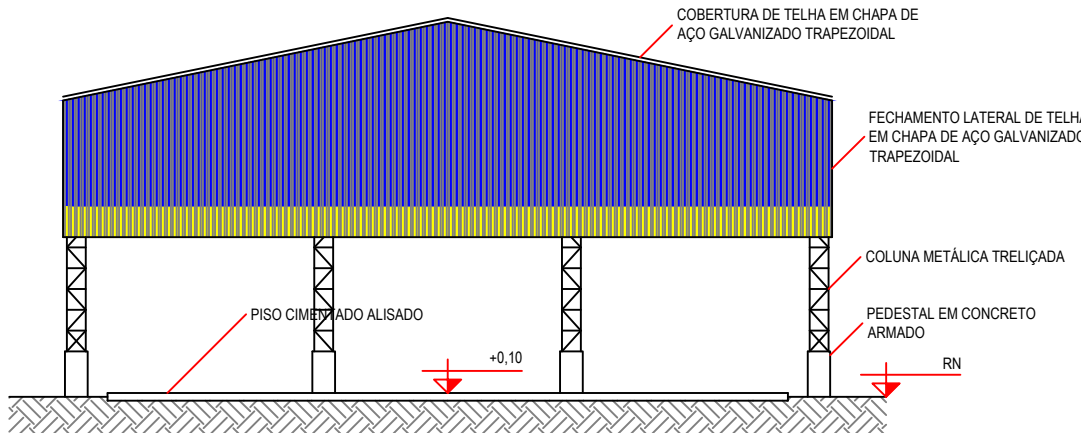 COBERTURA DE TELHA EM CHAPA DE
AÇO GALVANIZADO TRAPEZOIDAL
FECHAMENTO LATERAL DE TELHA
EM CHAPA DE AÇO GALVANIZADO
TRAPEZOIDAL
COLUNA METÁLICA TRELIÇADA
PISO CIMENTADO ALISADO
PEDESTAL EM CONCRETO
ARMADO
+0,10
RN